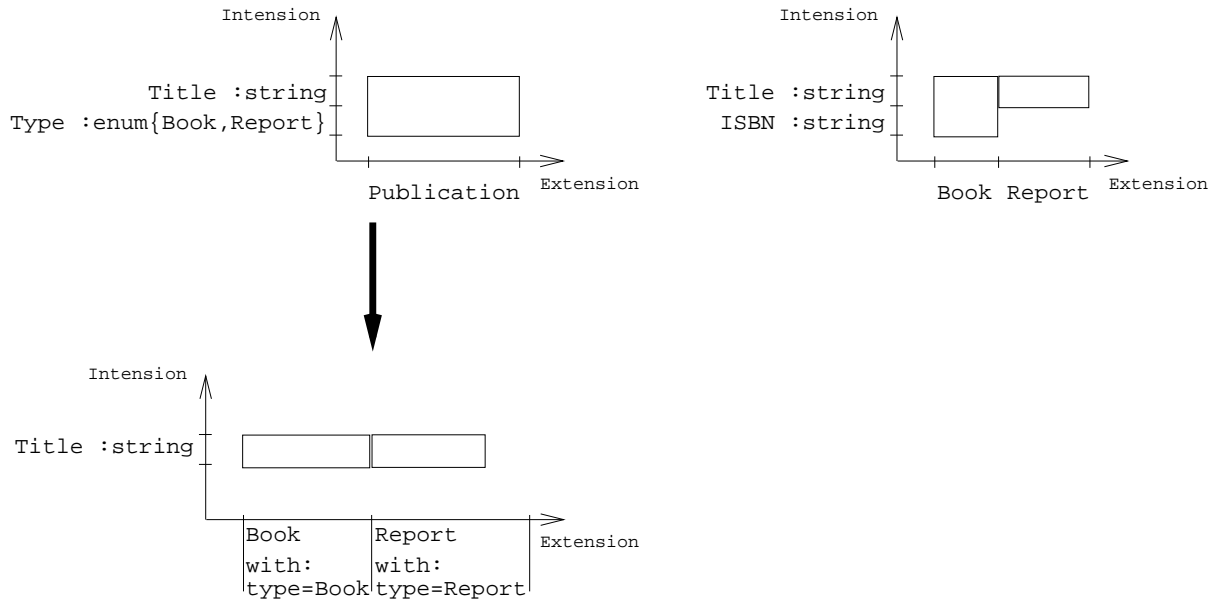 Intension
Title :string
Type :enum{Book,Report}
Extension
Publication
Intension
Title :string
ISBN :string
Extension
Book Report
Intension
Title :string
Extension
Book
with:
type=Book
Report
with:
type=Report